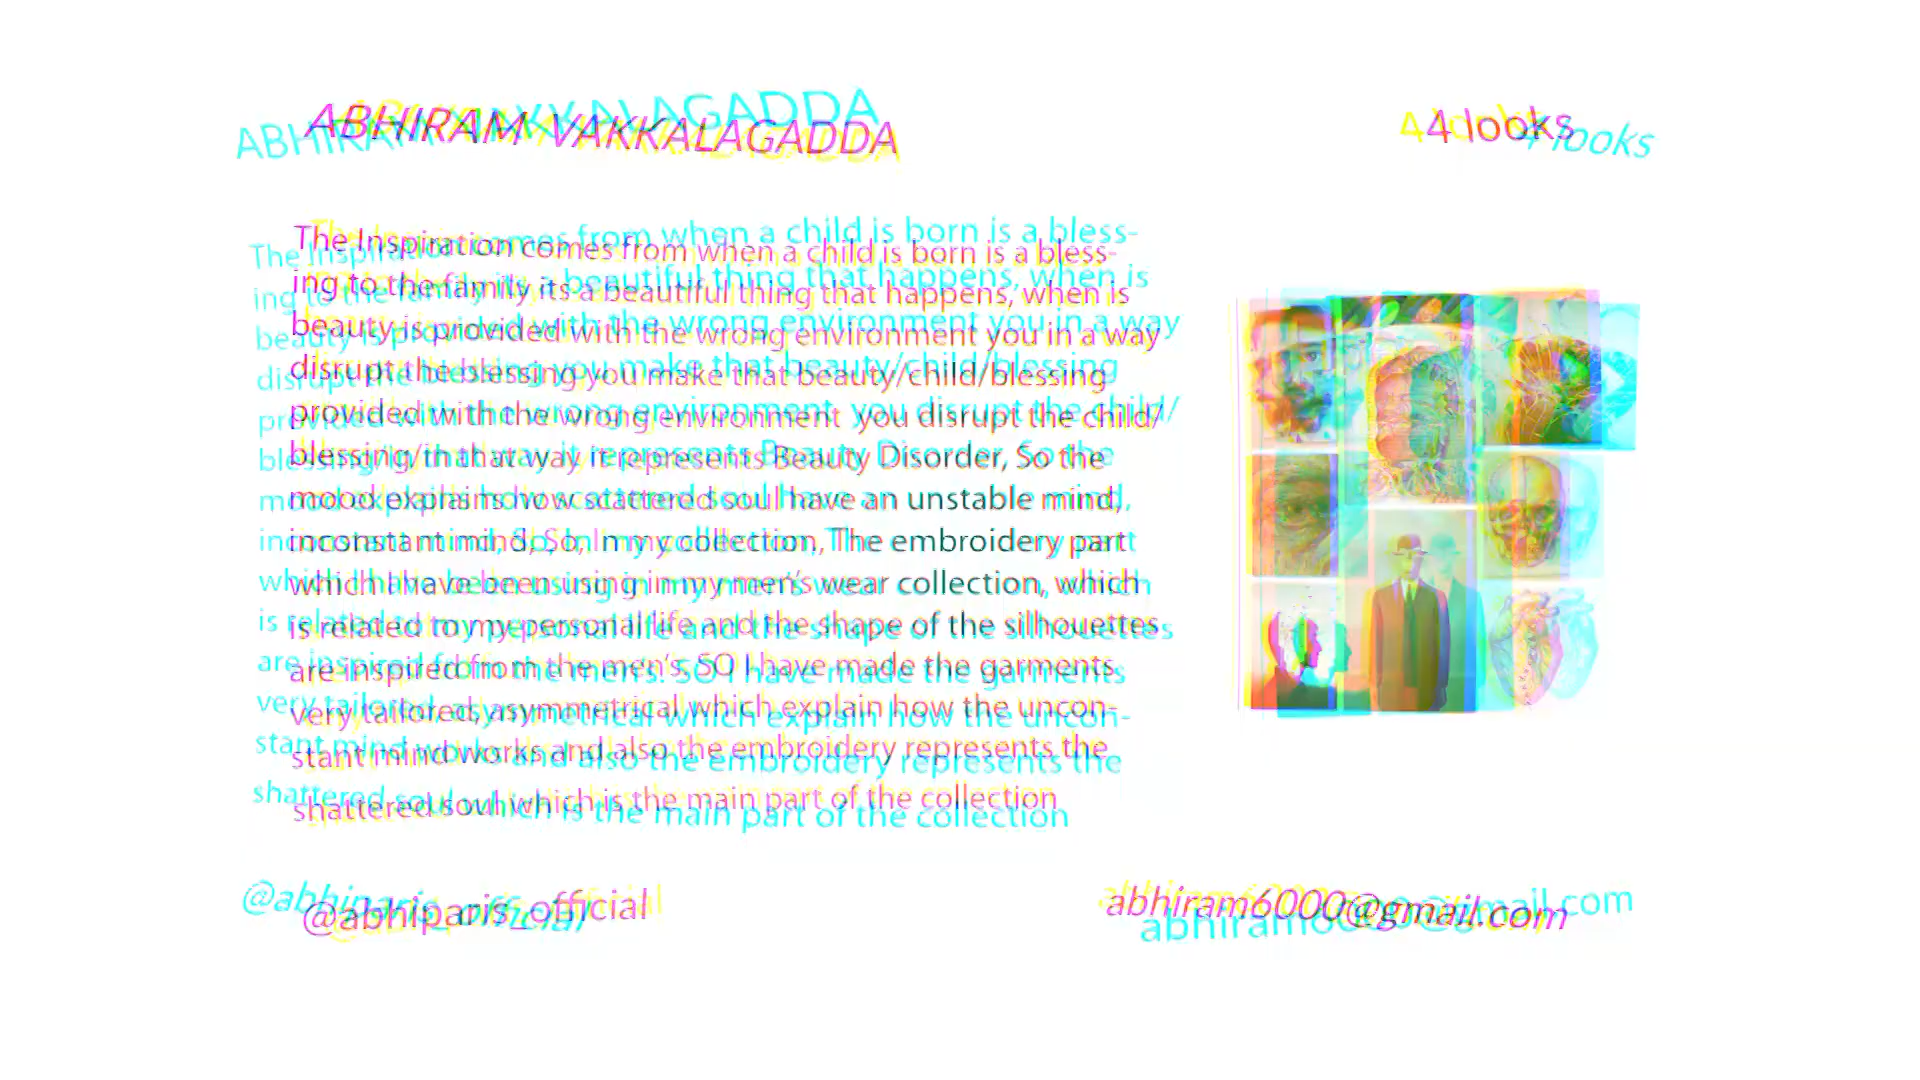 ABHIRAM VAKKALAGADDA
4 looks
The Inspiration comes from when a child is born is a bless-
ing to the family its a beautiful thing that happens, when is
beauty is provided with the wrong environment you in a way
disrupt the blessing you make that beauty/child/blessing
provided with the wrong environment you disrupt the child/
blessing/in that way it represents Beauty Disorder, So the
mood explains how scattered soul have an unstable mind,
inconstant mind, So, In my collection, The embroidery part
which I have been using in my men's wear collection, which
is related to my personal life and the shape of the silhouettes
are inspired from the men's. SO I have made the garments
very tailored, asymmetrical which explain how the uncon-
stant mind works and also the embroidery represents the
shattered soul which is the main part of the collection
@abhiparis_official
abhiram6000@gmail.com